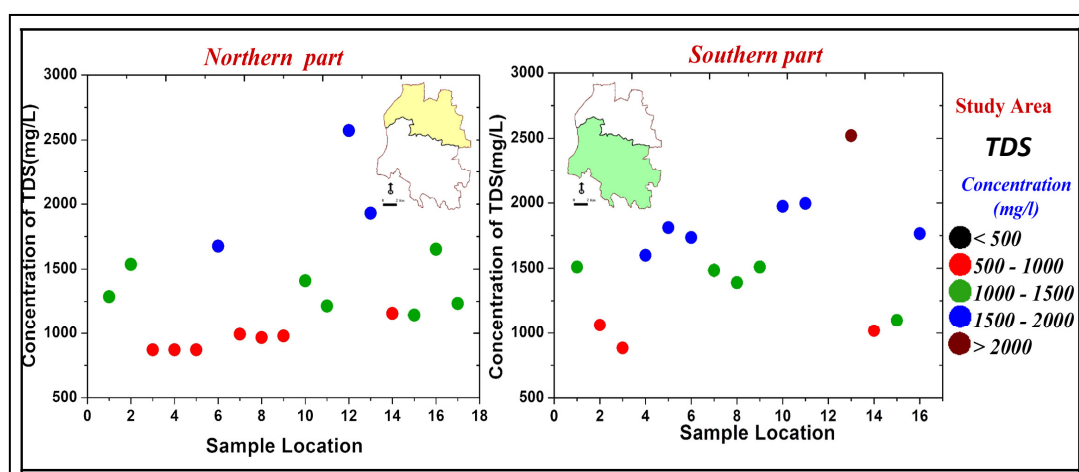 Northern part
Southern part
3000
2500
2000
1500
1000
500
Concentration of TDS(mg/L)
0 2 4 6 8 10 12 14 16 18
Sample Location
3000
2500
2000
1500
1000
500
Concentration of TDS(mg/L)
0 2 4 6 8 10 12 14 16 18
Sample Location
Study Area
TDS
Concentration
(mg/l)
< 500
500 - 1000
1000 - 1500
1500 - 2000
> 2000